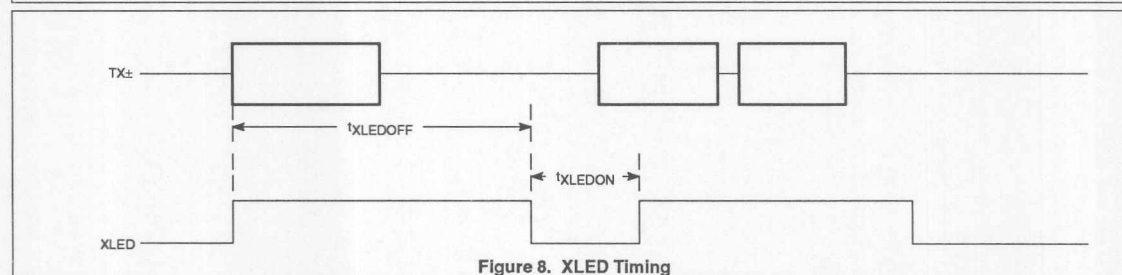 TX±
tXLEDOFF
tXLEDON
XLED
Figure 8. XLED Timing